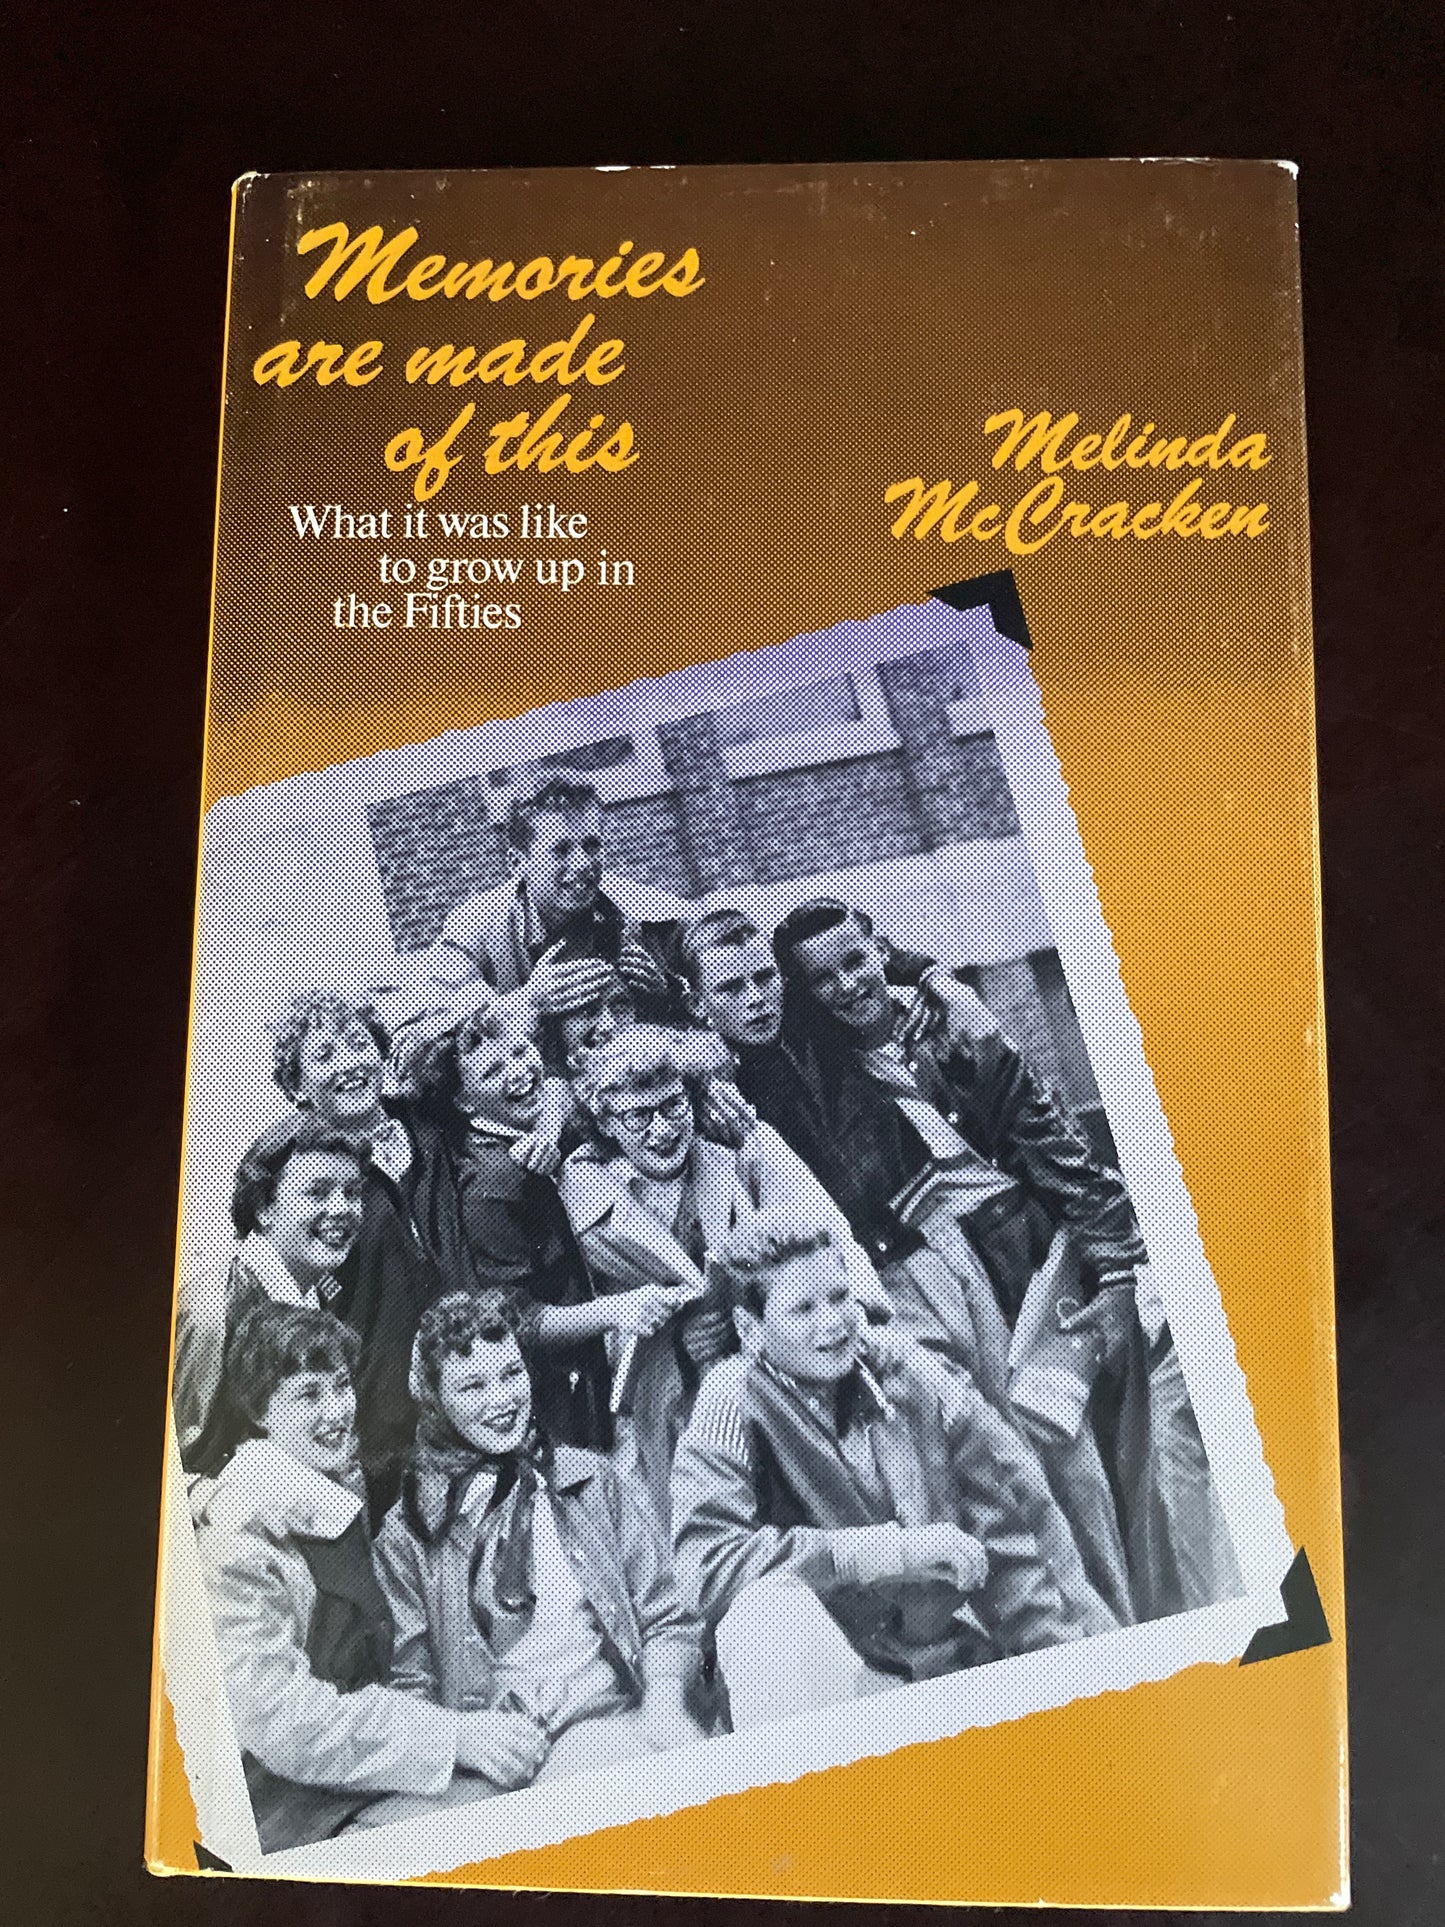 Memories
are made
of this
What it was like
to grow up in
the Fifties
Melinda
McCracken